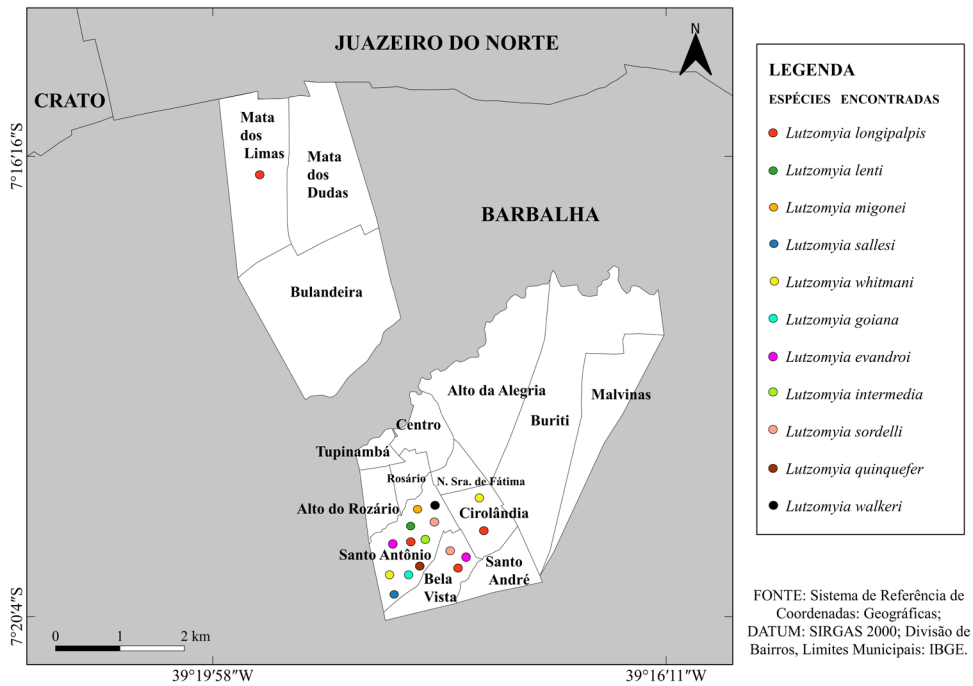 JUAZEIRO DO NORTE
N
CRATO
Mata
dos
Limas
Mata
dos
Dudas
BARBALHA
Bulandeira
Alto da Alegria
Malvinas
Buriti
Centro
Tupinambá
Rosário
N. Sra. de Fátima
Alto do Rozário
Cirolândia
Santo Antônio
Santo
André
Bela
Vista
7°16'16"S
7°20'4"S
39°19'58"W
39°16'11"W
0 1 2 km
LEGENDA
ESPÉCIES ENCONTRADAS
Lutzomyia longipalpis
Lutzomyia lenti
Lutzomyia migonei
Lutzomyia sallesi
Lutzomyia whitmani
Lutzomyia goiana
Lutzomyia evandroi
Lutzomyia intermedia
Lutzomyia sordelli
Lutzomyia quinquefer
Lutzomyia walkeri
FONTE: Sistema de Referência de
Coordenadas: Geográficas;
DATUM: SIRGAS 2000; Divisão de
Bairros, Limites Municipais: IBGE.